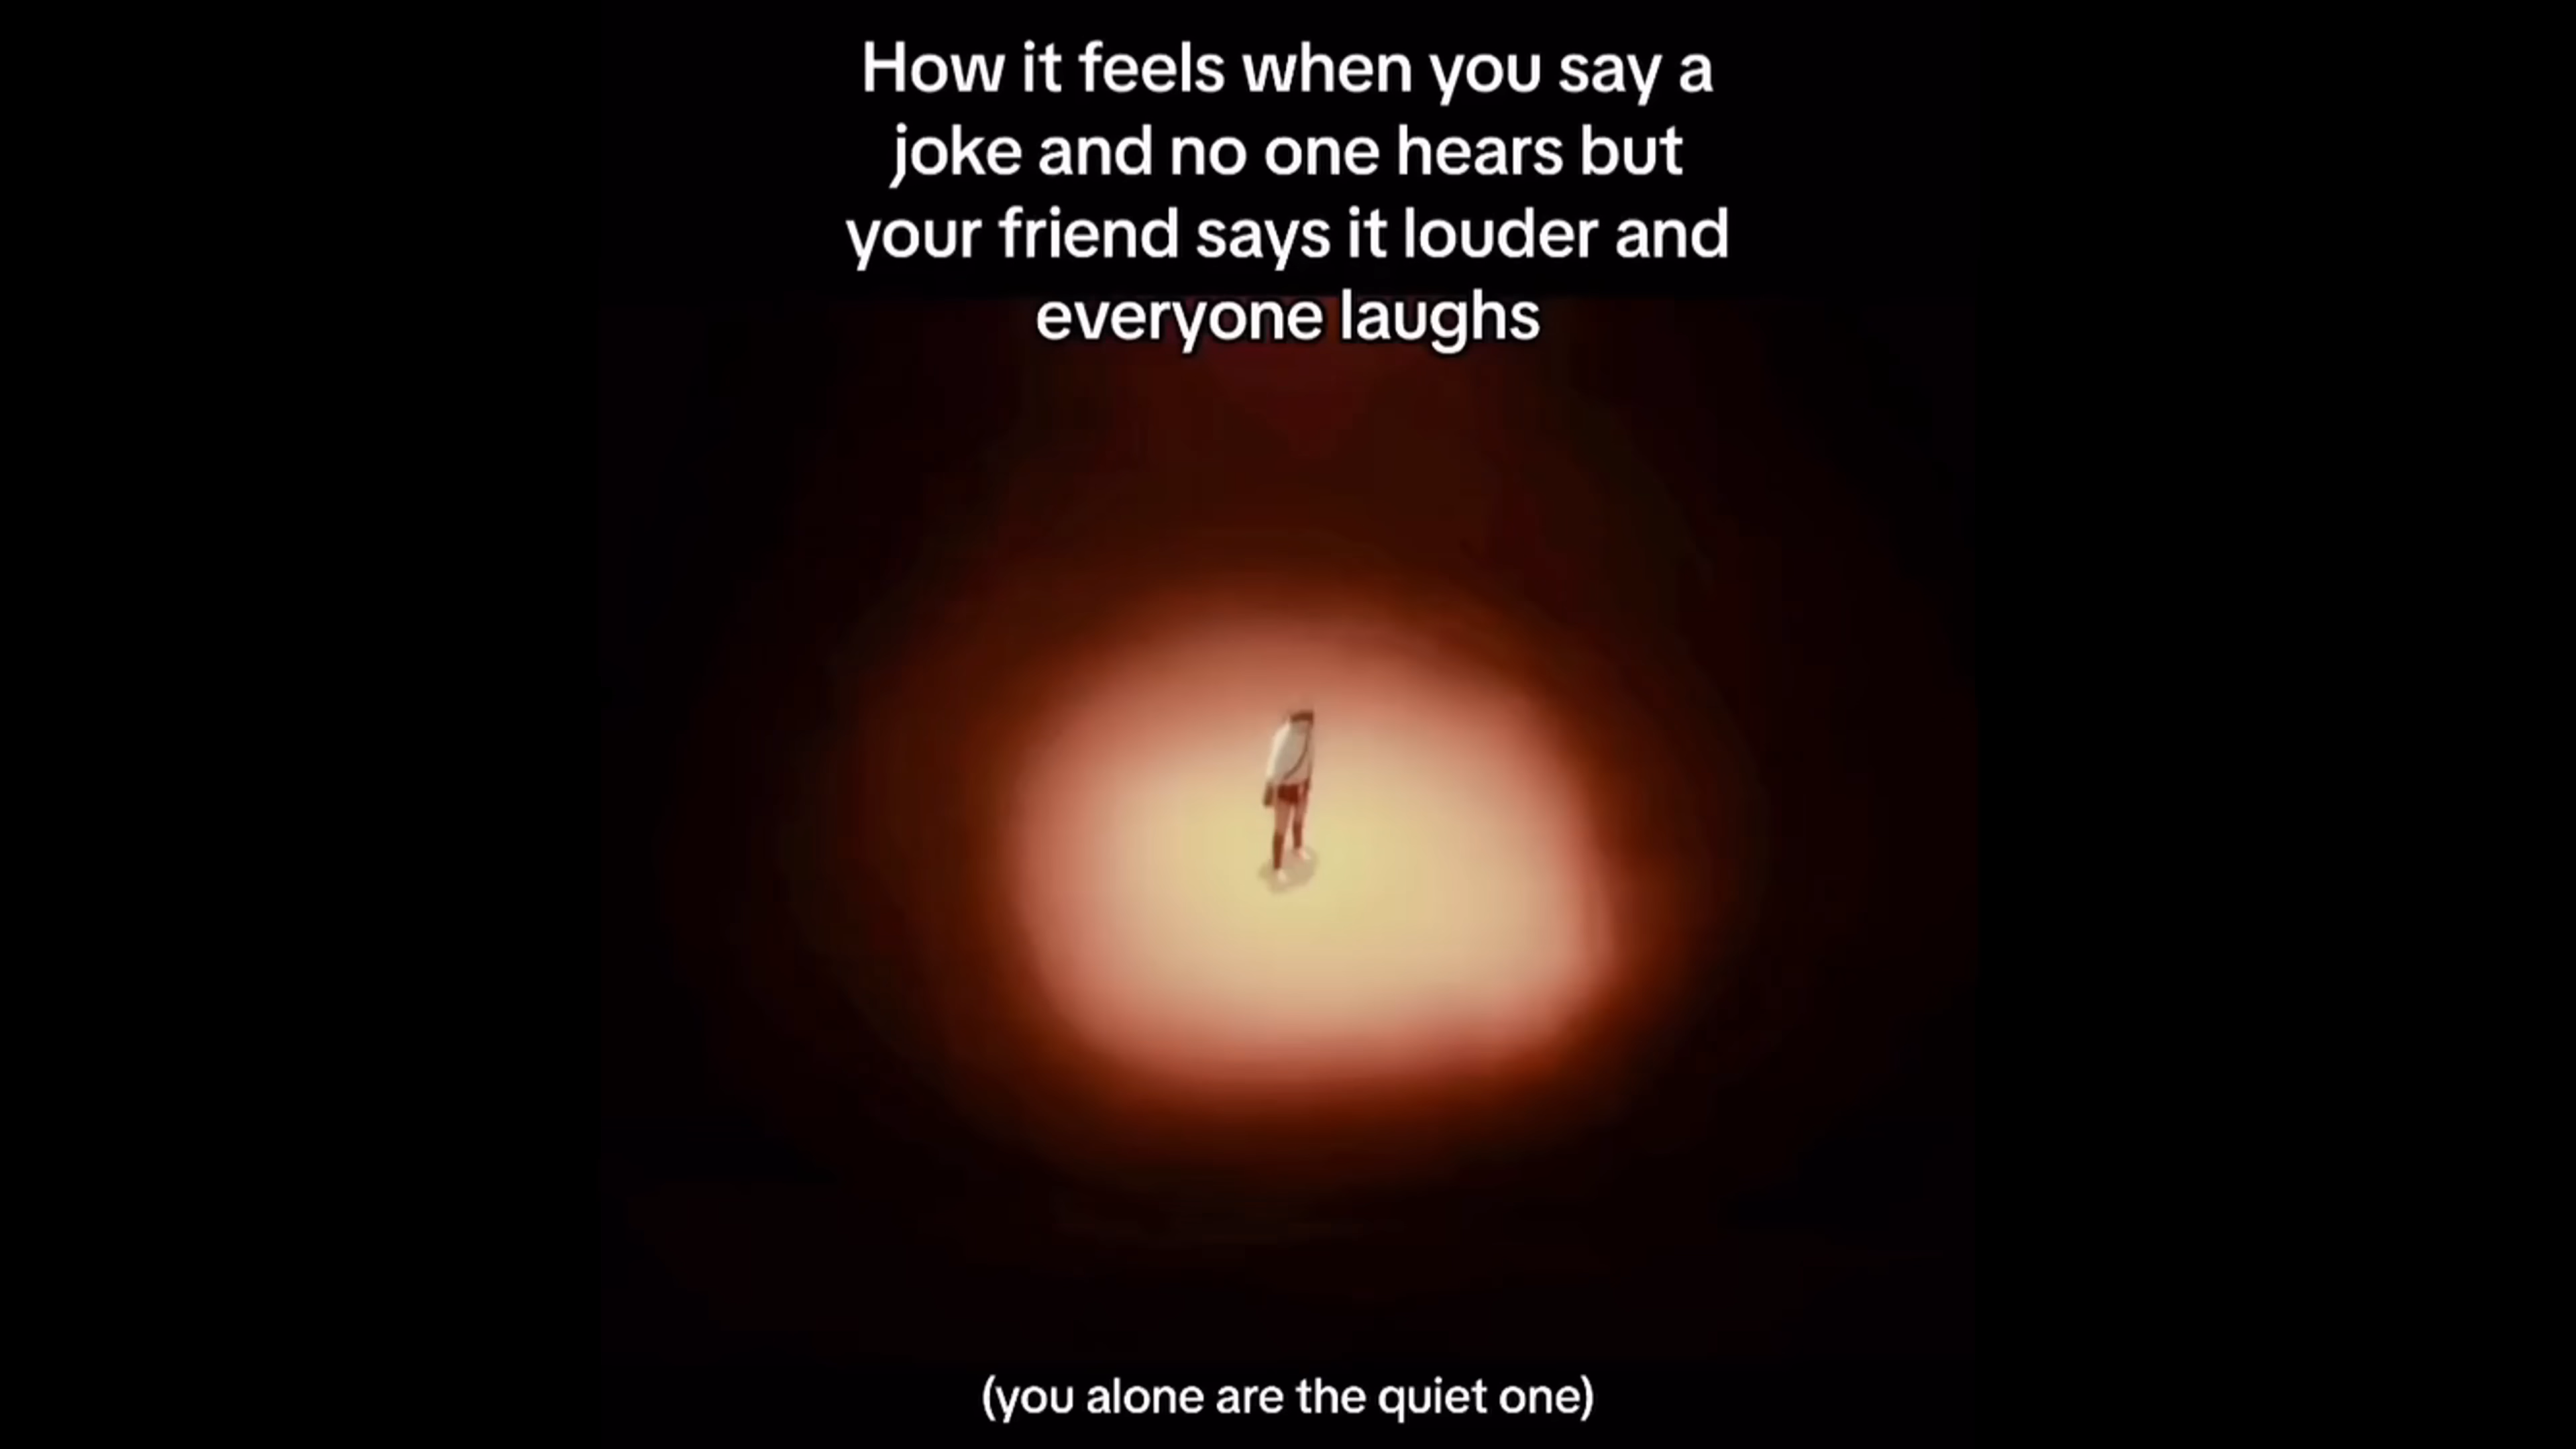 How it feels when you say a
joke and no one hears but
your friend says it louder and
everyone laughs
(you alone are the quiet one)